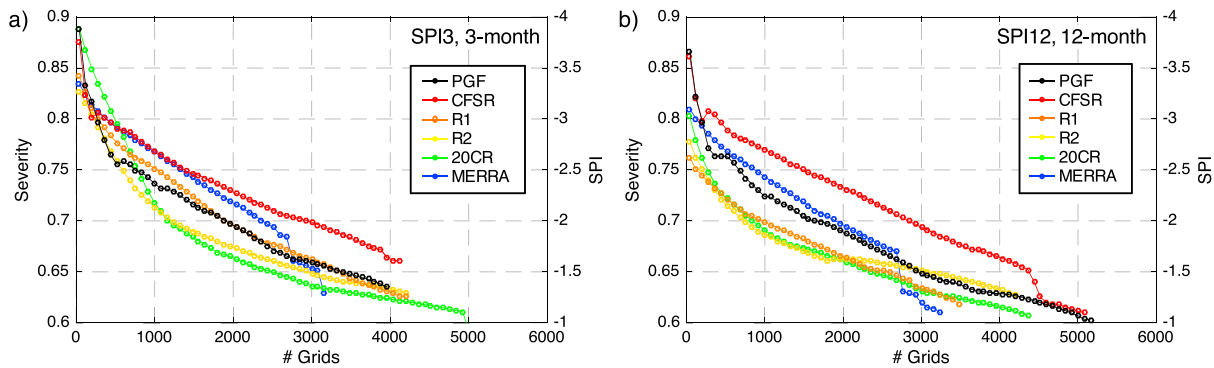 a)
SPI3, 3-month
PGF
CFSR
R1
R2
20CR
MERRA
Severity
0.9
0.85
0.8
0.75
0.7
0.65
0.6
-4
-3.5
-3
-2.5
-2
-1.5
-1
SPI
0 1000 2000 3000 4000 5000 6000
# Grids
b)
SPI12, 12-month
PGF
CFSR
R1
R2
20CR
MERRA
Severity
0.9
0.85
0.8
0.75
0.7
0.65
0.6
-4
-3.5
-3
-2.5
-2
-1.5
-1
SPI
0 1000 2000 3000 4000 5000 6000
# Grids